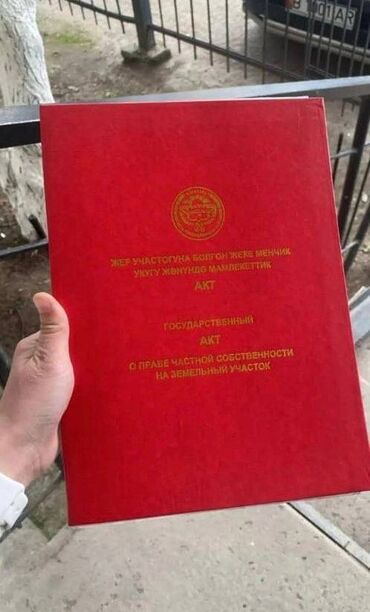 ЖЕР УЧАСТОГУНА БОЛГОН ЖЕКЕ МЕНЧИК
УКУГУ ЖӨНҮНДӨ МАМЛЕКЕТТИК
АКТ
ГОСУДАРСТВЕННЫЙ
АКТ
О ПРАВЕ ЧАСТНОЙ СОБСТВЕННОСТИ
НА ЗЕМЕЛЬНЫЙ УЧАСТОК